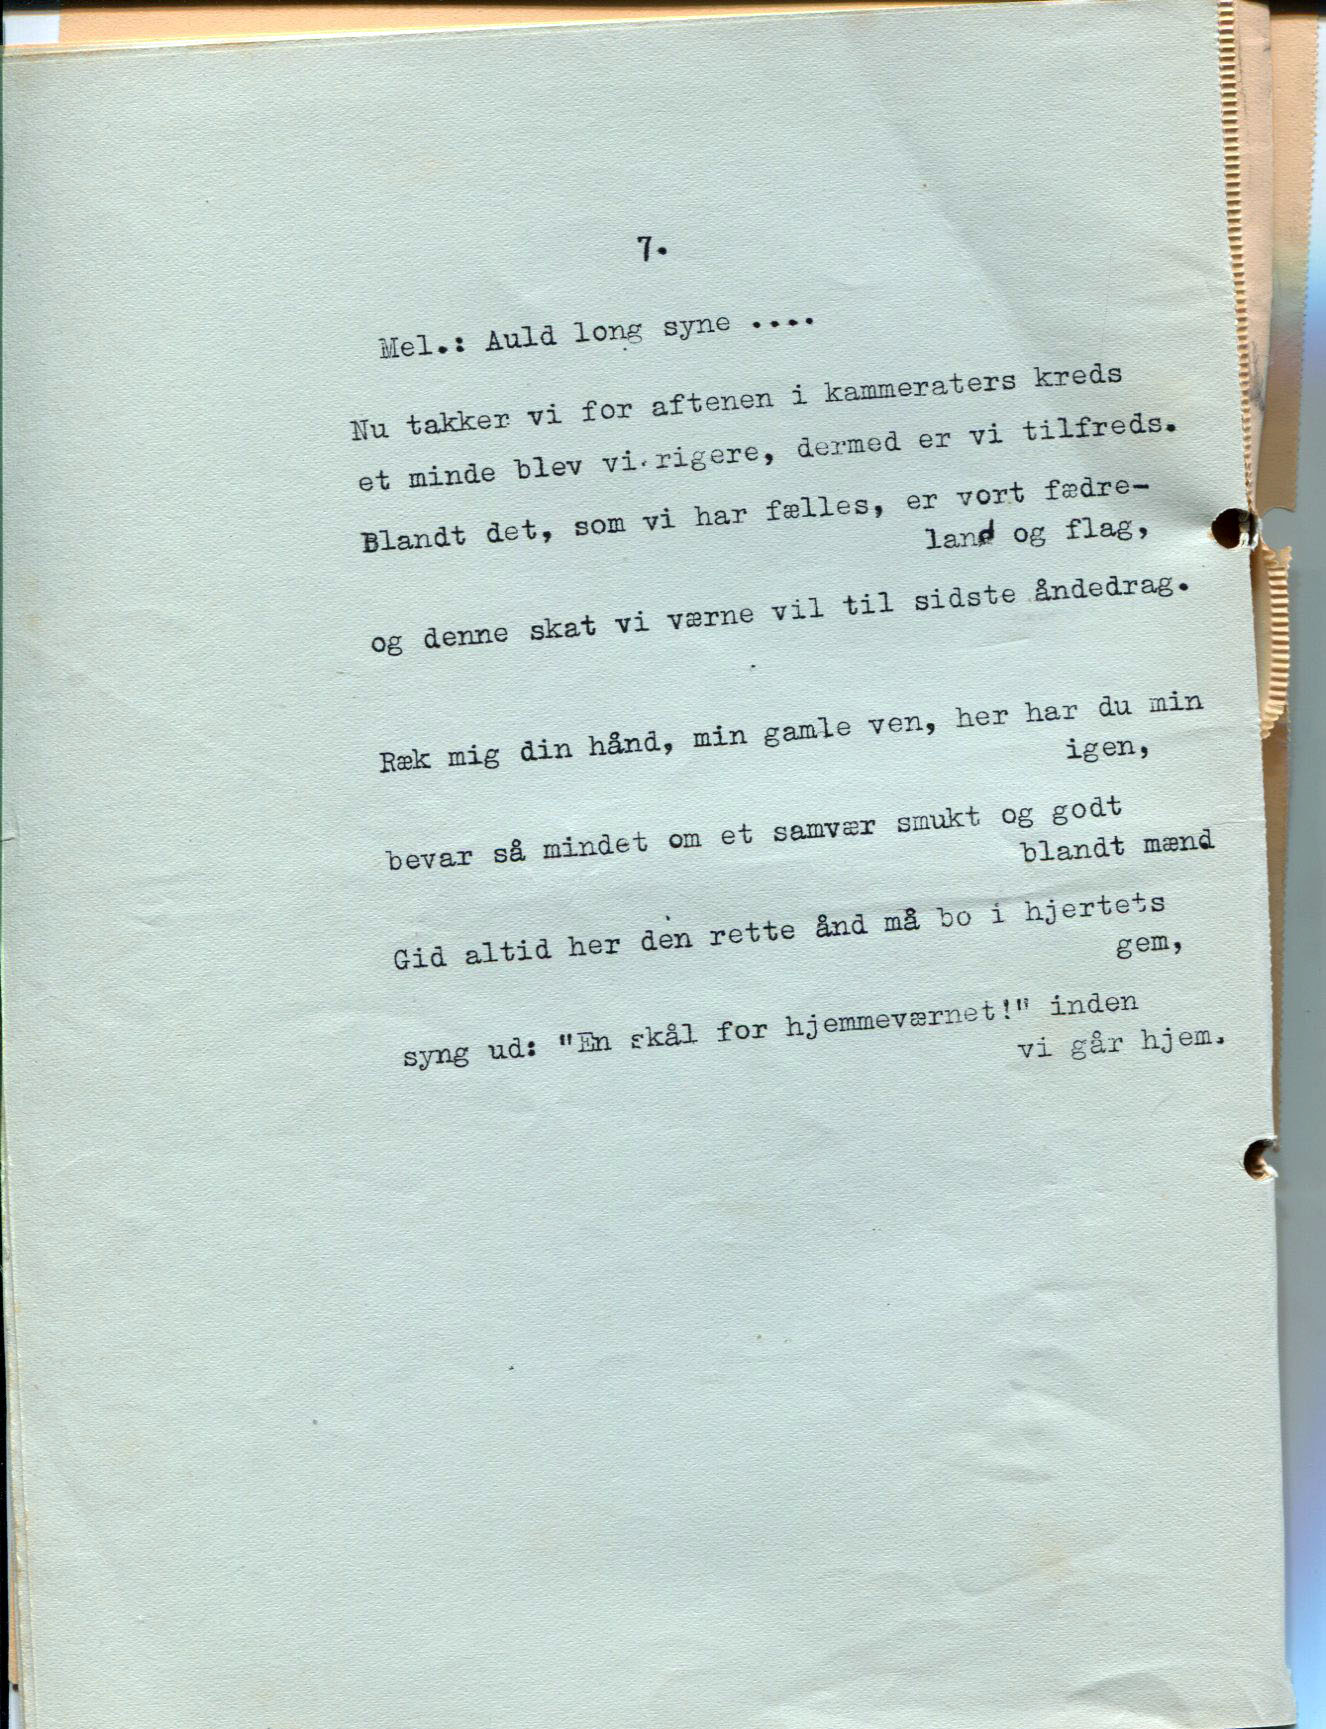 7.
Mel.: Auld long syne ....
Nu takker vi for aftenen i kammeraters kreds
et minde blev vi rigere, dermed er vi tilfreds.
Blandt det, som vi har fælles, er vort fædre-
land og flag,
og denne skat vi værne vil til sidste åndedrag.
Ræk mig din hånd, min gamle ven, her har du min
igen,
bevar så mindet om et samvær smukt og godt
blandt mænd
Gid altid her den rette ånd må bo i hjertets
gem,
syng ud: "En skål for hjemmeværnet!" inden
vi går hjem.